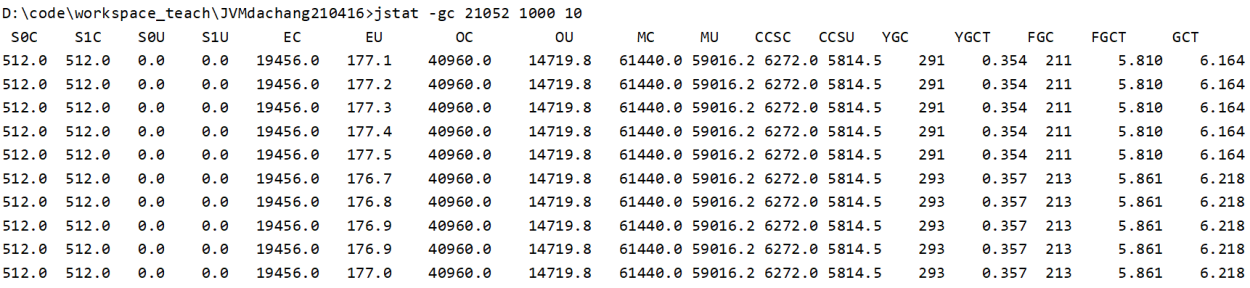 D:\code\workspace_teach\JVMdachang210416>jstat -gc 21052 1000 10
S0C S1C S0U S1U EC EU OC OU MC MU CCSC CCSU YGC YGCT FGC FGCT GCT
512.0 512.0 0.0 0.0 19456.0 177.1 40960.0 14719.8 61440.0 59016.2 6272.0 5814.5 291 0.354 211 5.810 6.164
512.0 512.0 0.0 0.0 19456.0 177.2 40960.0 14719.8 61440.0 59016.2 6272.0 5814.5 291 0.354 211 5.810 6.164
512.0 512.0 0.0 0.0 19456.0 177.3 40960.0 14719.8 61440.0 59016.2 6272.0 5814.5 291 0.354 211 5.810 6.164
512.0 512.0 0.0 0.0 19456.0 177.4 40960.0 14719.8 61440.0 59016.2 6272.0 5814.5 291 0.354 211 5.810 6.164
512.0 512.0 0.0 0.0 19456.0 177.5 40960.0 14719.8 61440.0 59016.2 6272.0 5814.5 291 0.354 211 5.810 6.164
512.0 512.0 0.0 0.0 19456.0 176.7 40960.0 14719.8 61440.0 59016.2 6272.0 5814.5 293 0.357 213 5.861 6.218
512.0 512.0 0.0 0.0 19456.0 176.8 40960.0 14719.8 61440.0 59016.2 6272.0 5814.5 293 0.357 213 5.861 6.218
512.0 512.0 0.0 0.0 19456.0 176.9 40960.0 14719.8 61440.0 59016.2 6272.0 5814.5 293 0.357 213 5.861 6.218
512.0 512.0 0.0 0.0 19456.0 176.9 40960.0 14719.8 61440.0 59016.2 6272.0 5814.5 293 0.357 213 5.861 6.218
512.0 512.0 0.0 0.0 19456.0 177.0 40960.0 14719.8 61440.0 59016.2 6272.0 5814.5 293 0.357 213 5.861 6.218